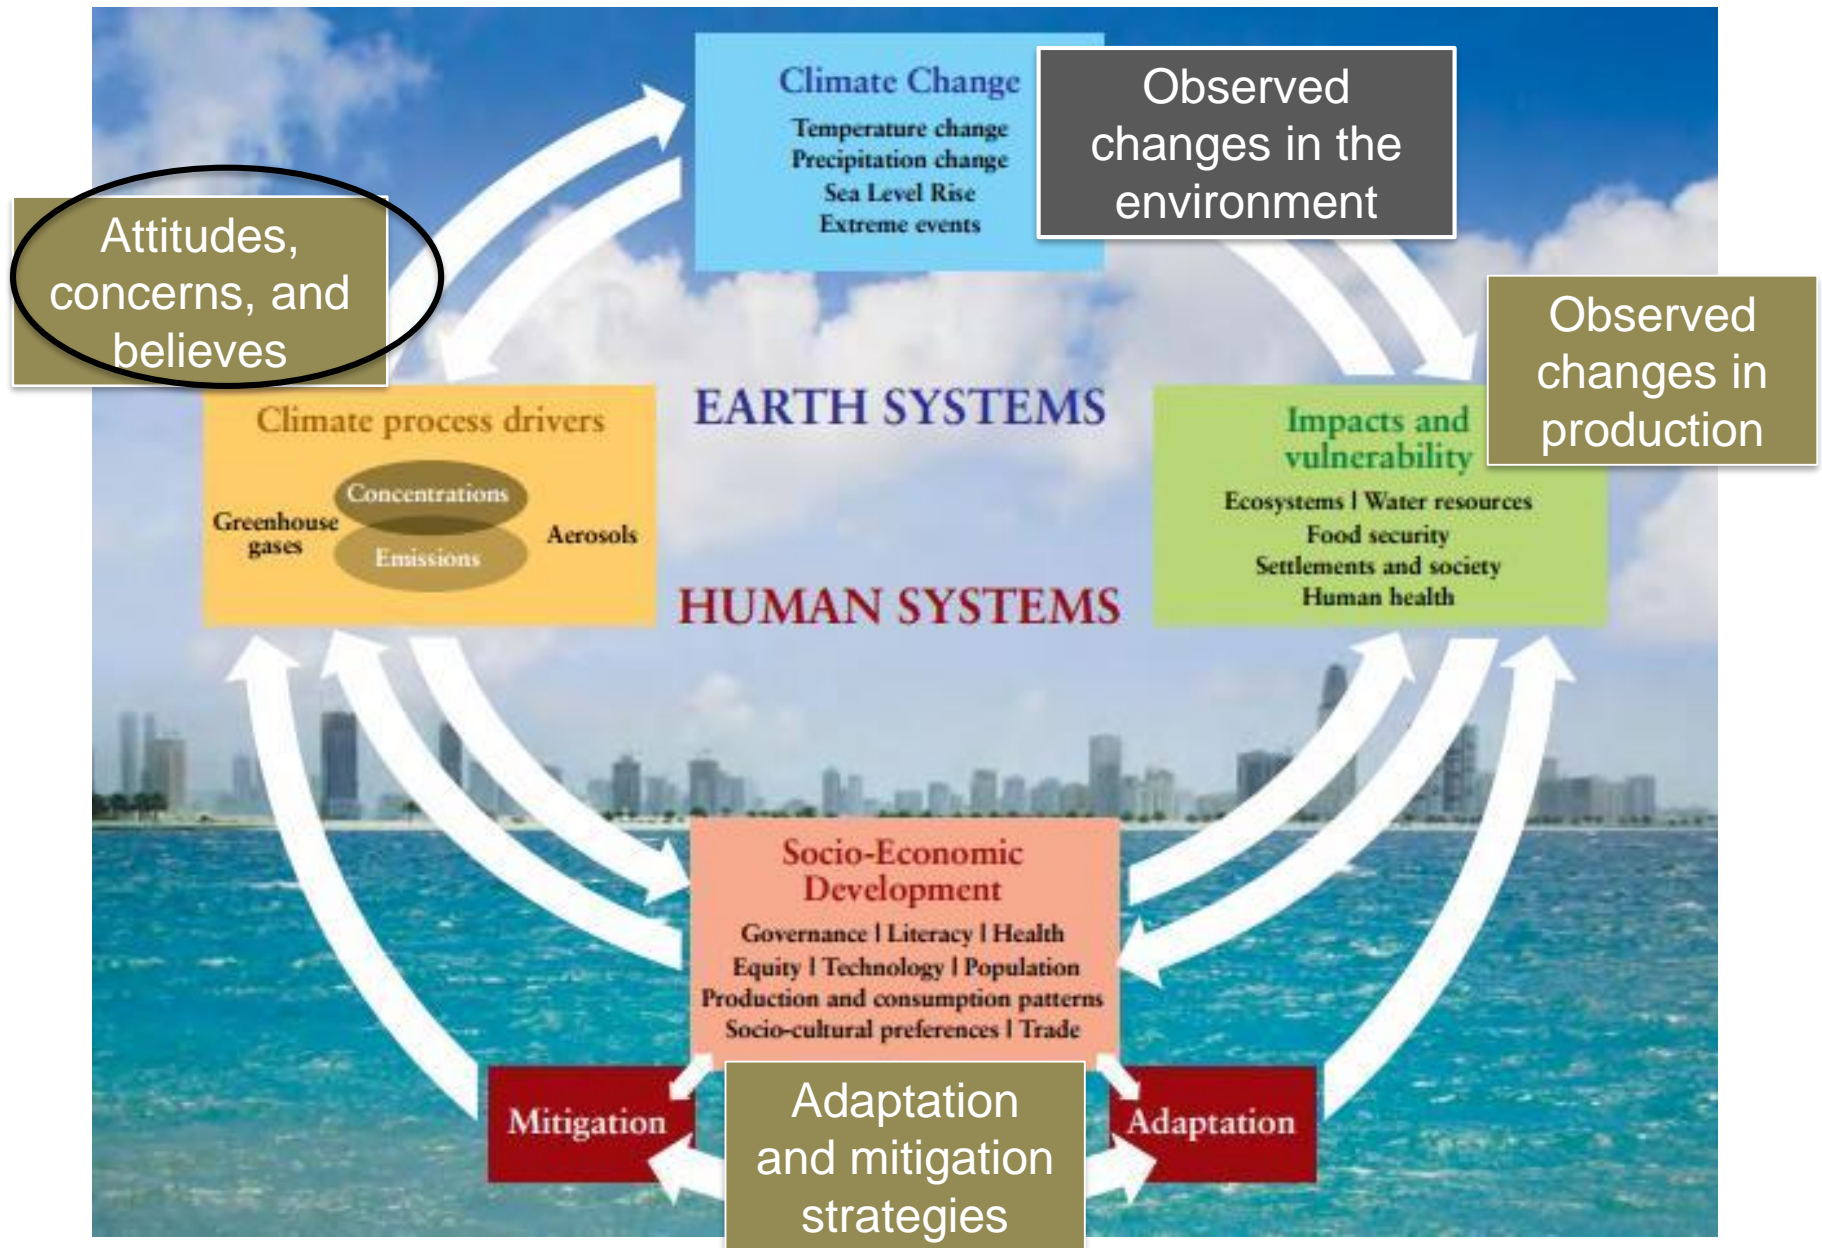 Climate Change
Temperature change
Precipitation change
Sea Level Rise
Extreme events
Observed
changes in the
environment
Attitudes,
concerns, and
believes
Observed
changes in
production
Climate process drivers
Concentrations
Greenhouse
gases
Aerosols
Emissions
EARTH SYSTEMS
HUMAN SYSTEMS
Impacts and
vulnerability
Ecosystems | Water resources
Food security
Settlements and society
Human health
Socio-Economic
Development
Governance | Literacy | Health
Equity | Technology | Population
Production and consumption patterns
Socio-cultural preferences | Trade
Mitigation
Adaptation
and mitigation
strategies
Adaptation